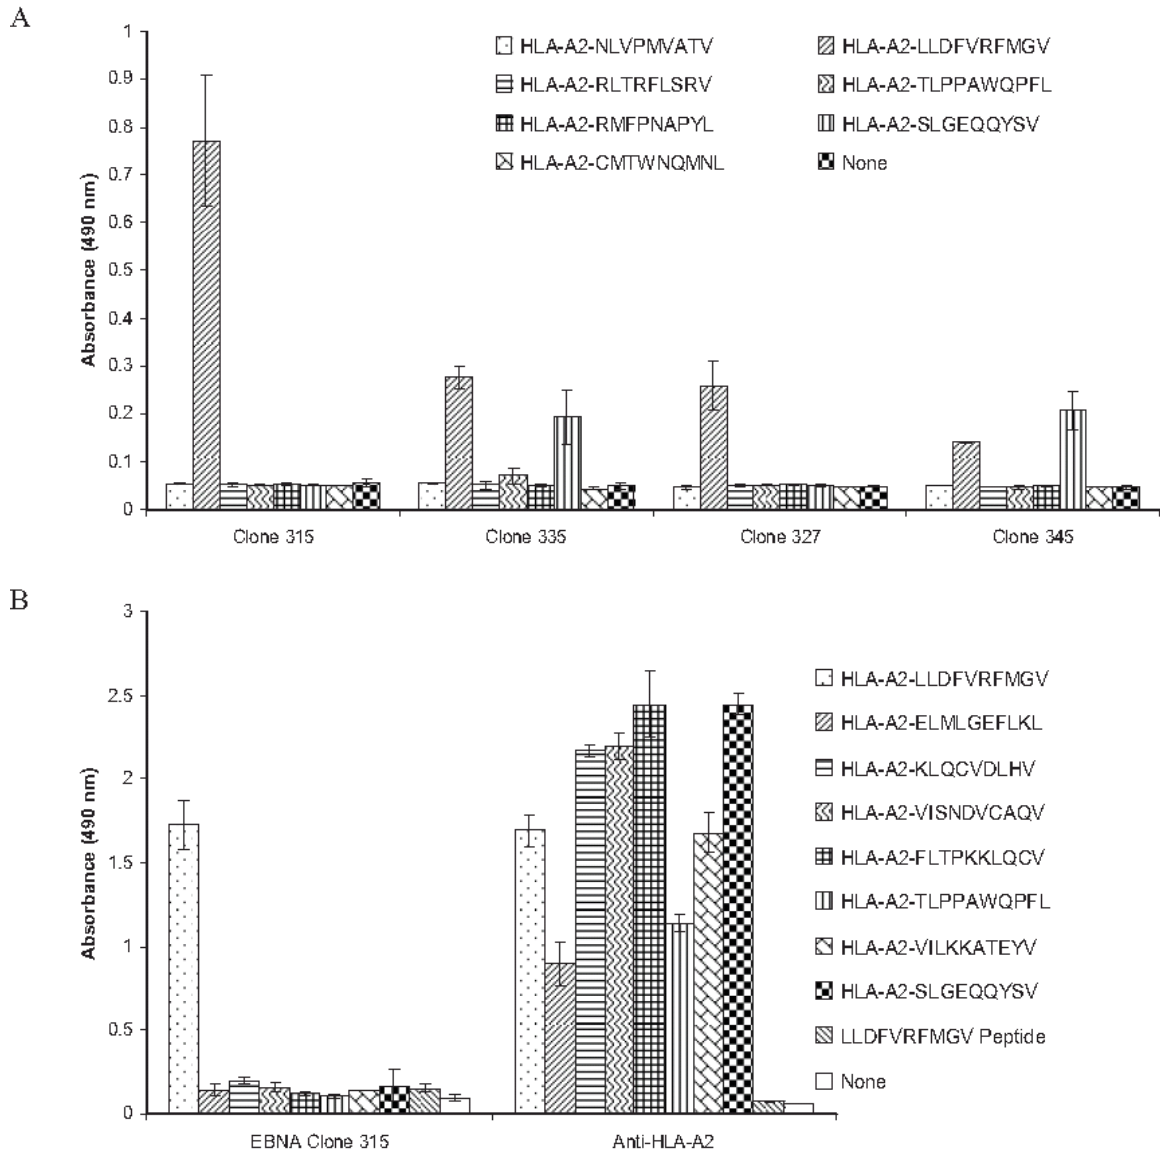 A
1
0.9
0.8
0.7
0.6
0.5
0.4
0.3
0.2
0.1
0
Absorbance (490 nm)
HLA-A2-NLVPMVATV
HLA-A2-LLDFVRFMGV
HLA-A2-RLTRFLSRV
HLA-A2-TLPPAWQPFL
HLA-A2-RMFPNAPYL
HLA-A2-SLGEQQYSV
HLA-A2-CMTWNQMNL
None
Clone 315
Clone 335
Clone 327
Clone 345
B
3
2.5
2
1.5
1
0.5
0
Absorbance (490 nm)
HLA-A2-LLDFVRFMGV
HLA-A2-ELMLGEFLKL
HLA-A2-KLQCVDLHV
HLA-A2-VISNDVCAQV
HLA-A2-FLTPKKLQCV
HLA-A2-TLPPAWQPFL
HLA-A2-VILKKATEYV
HLA-A2-SLGEQQYSV
LLDFVRFMGV Peptide
None
EBNA Clone 315
Anti-HLA-A2